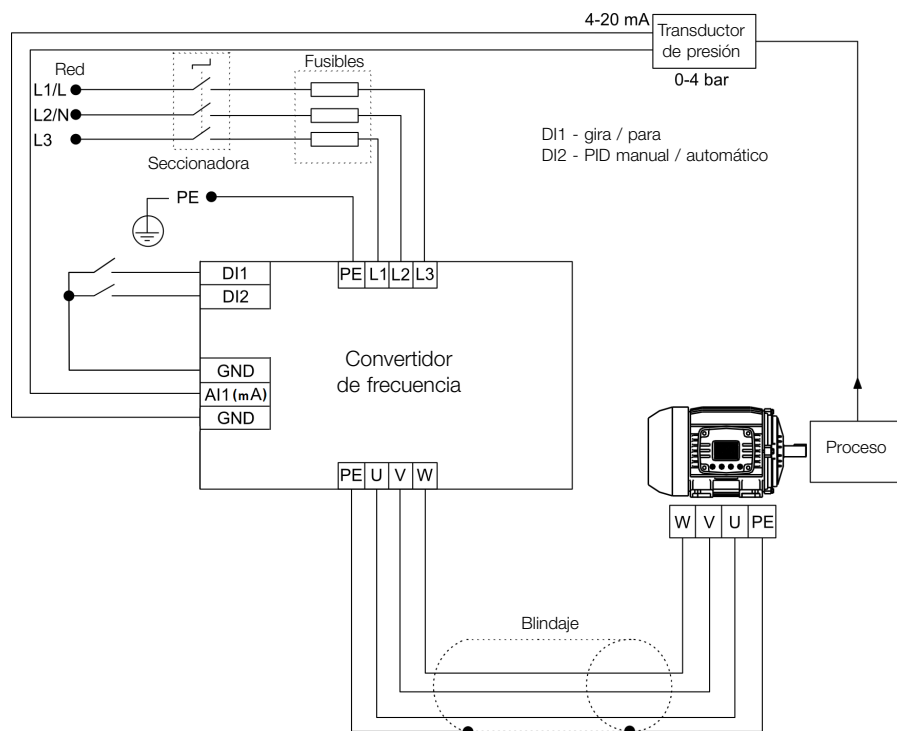 4-20 mA
Transductor
de presión
0-4 bar
Red
Fusibles
L1/L
L2/N
L3
Seccionadora
DI1 - gira / para
DI2 - PID manual / automático
PE
PE L1 L2 L3
DI1
DI2
GND
AI1 (mA)
GND
Convertidor
de frecuencia
Proceso
PE U V W
W V U PE
Blindaje